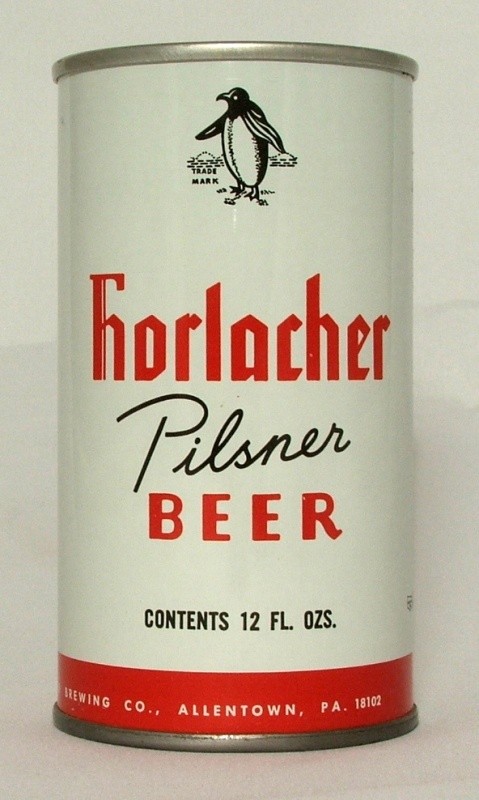 TRADE
MARK
Horlacher
Pilsner
BEER
CONTENTS 12 FL. OZS.
BREWING CO., ALLENTOWN, PA. 18102